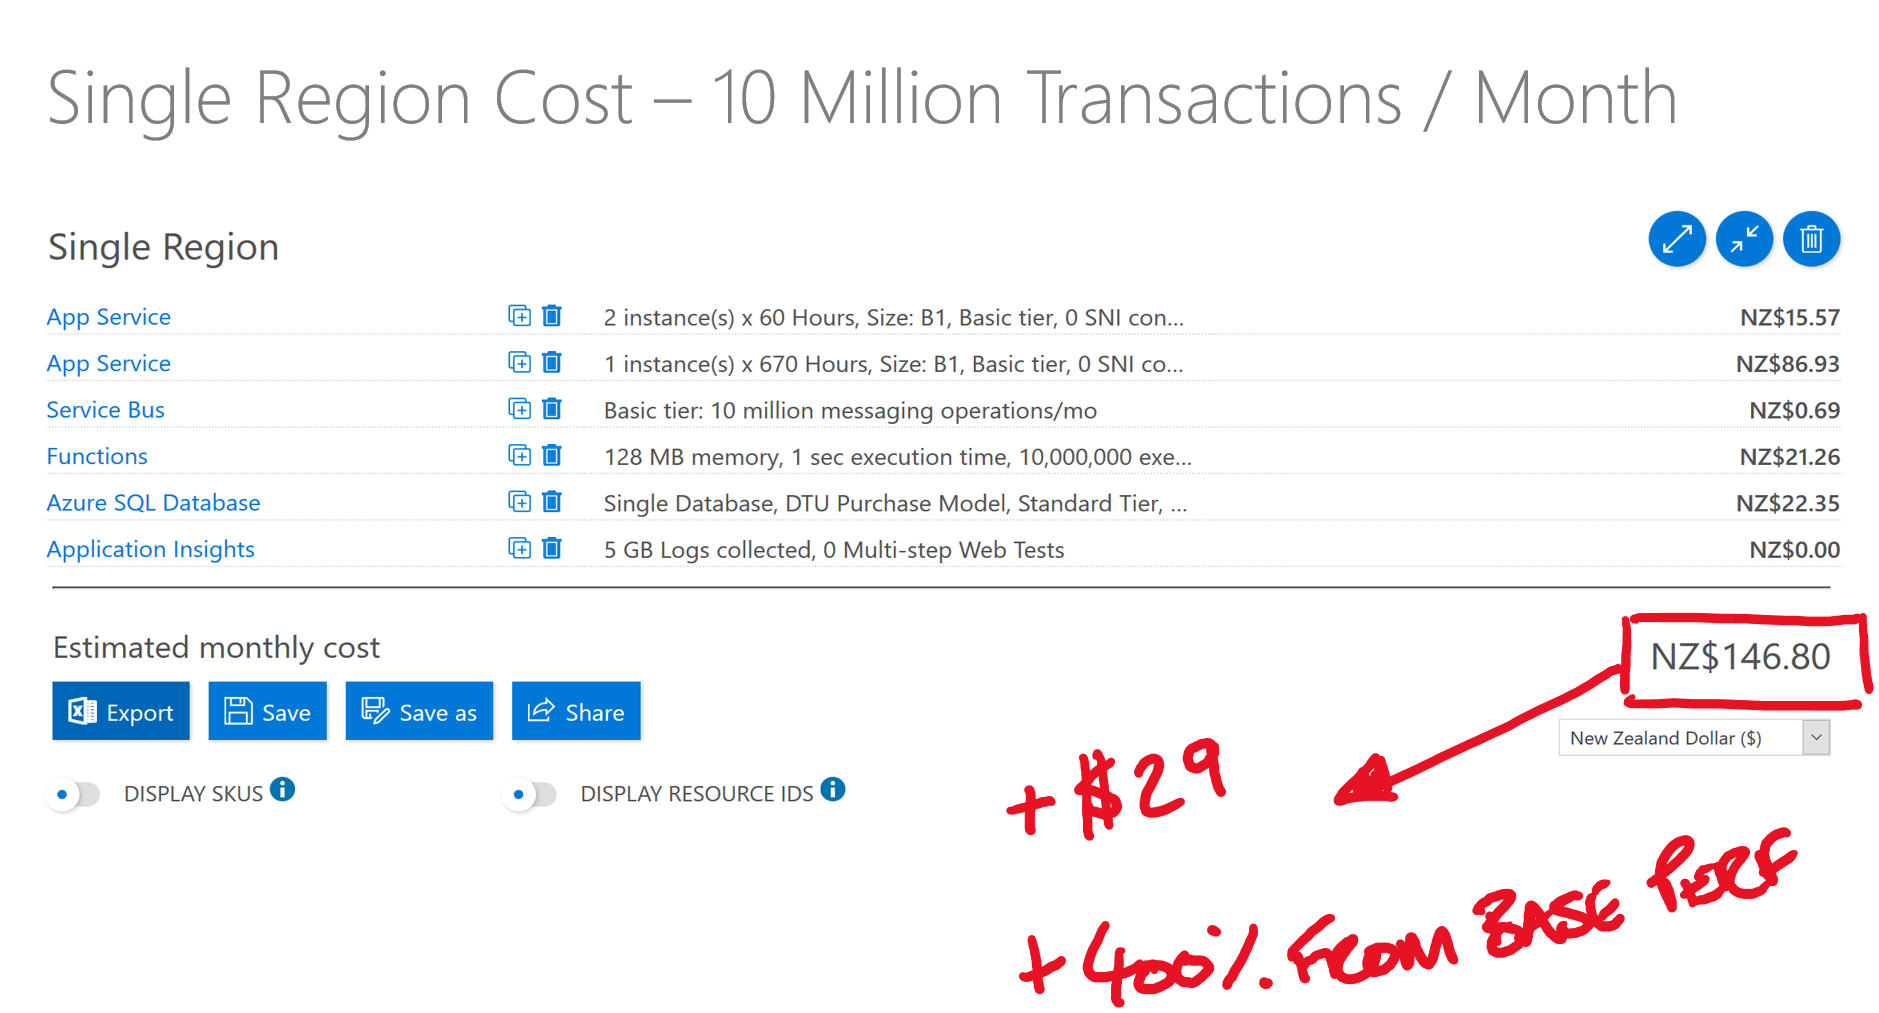 Single Region Cost – 10 Million Transactions / Month
Single Region
App Service 2 instance(s) x 60 Hours, Size: B1, Basic tier, 0 SNI con... NZ$15.57
App Service 1 instance(s) x 670 Hours, Size: B1, Basic tier, 0 SNI co... NZ$86.93
Service Bus Basic tier: 10 million messaging operations/mo NZ$0.69
Functions 128 MB memory, 1 sec execution time, 10,000,000 exe... NZ$21.26
Azure SQL Database Single Database, DTU Purchase Model, Standard Tier, ... NZ$22.35
Application Insights 5 GB Logs collected, 0 Multi-step Web Tests NZ$0.00
Estimated monthly cost NZ$146.80
Export Save Save as Share
New Zealand Dollar ($)
DISPLAY SKUS DISPLAY RESOURCE IDS
+ $29
+ 400% FROM BASE PERF